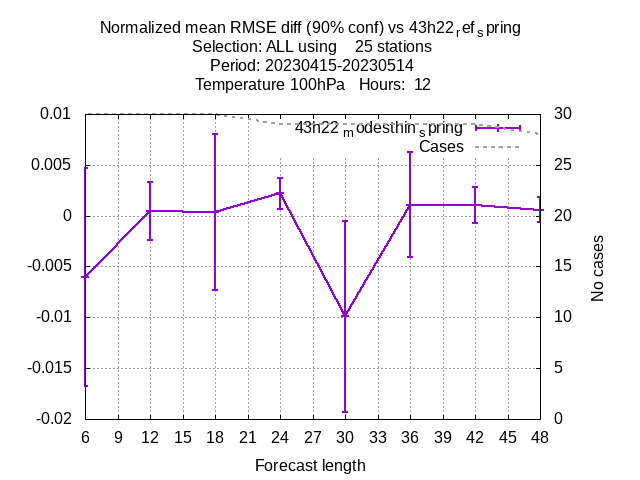 Normalized mean RMSE diff (90% conf) vs 43h22refspring
Selection: ALL using 25 stations
Period: 20230415-20230514
Temperature 100hPa Hours: 12
43h22modesthinspring
Cases
0.01
0.005
0
-0.005
-0.01
-0.015
-0.02
30
25
20
15
10
5
0
No cases
6 9 12 15 18 21 24 27 30 33 36 39 42 45 48
Forecast length